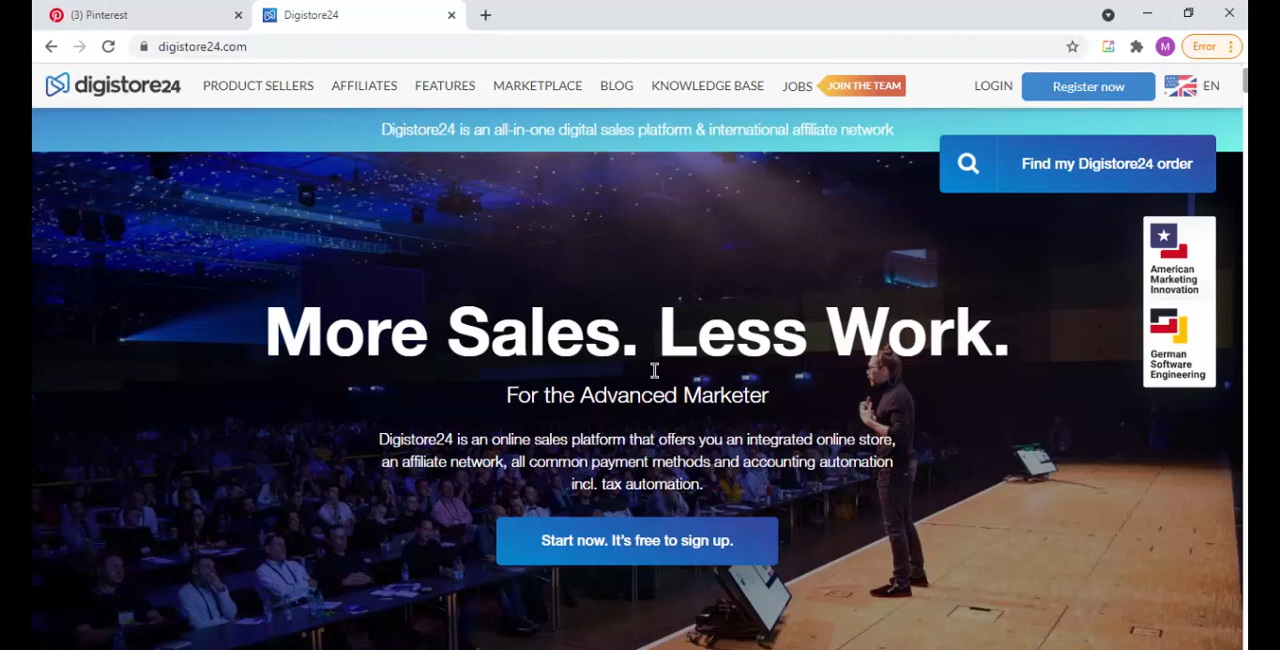 (3) Pinterest
Digistore24
digistore24.com
M
Error
digistore24
PRODUCT SELLERS
AFFILIATES
FEATURES
MARKETPLACE
BLOG
KNOWLEDGE BASE
JOBS
JOIN THE TEAM
LOGIN
Register now
EN
Digistore24 is an all-in-one digital sales platform & international affiliate network
Find my Digistore24 order
American
Marketing
Innovation
German
Software
Engineering
More Sales. Less Work.
For the Advanced Marketer
Digistore24 is an online sales platform that offers you an integrated online store,
an affiliate network, all common payment methods and accounting automation
incl. tax automation.
Start now. It's free to sign up.